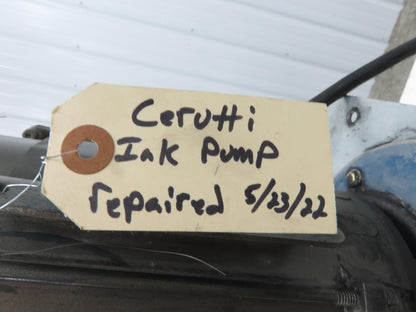 Cerutti
Ink Pump
repaired 5/23/22